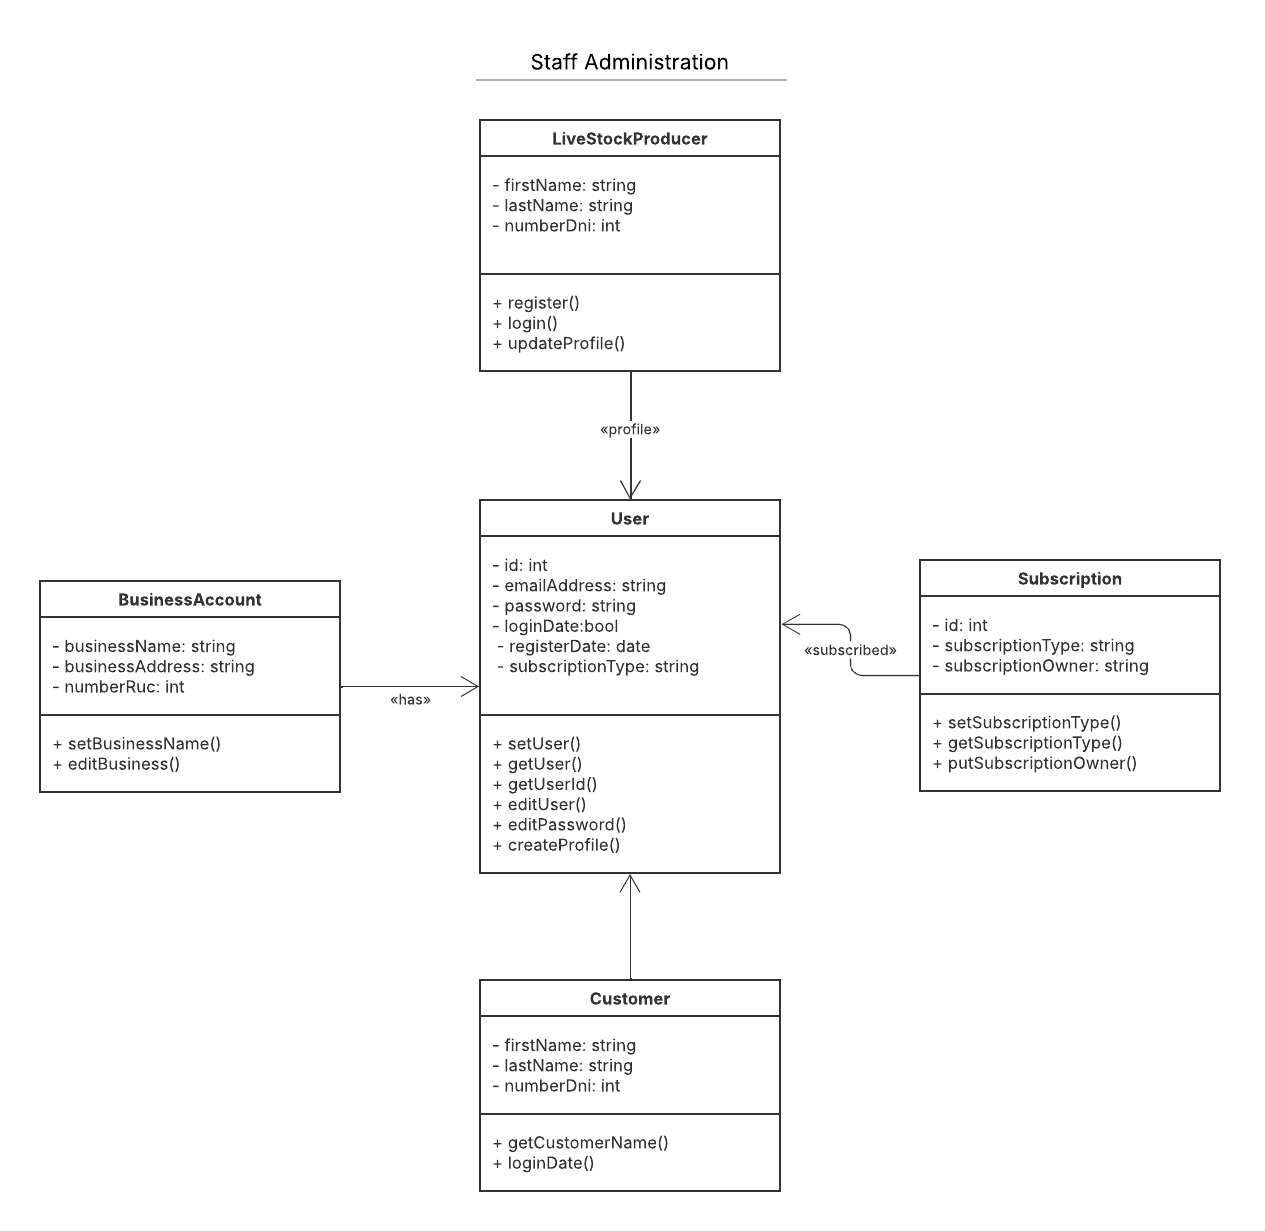 Staff Administration
LiveStockProducer
- firstName: string
- lastName: string
- numberDni: int
+ register()
+ login()
+ updateProfile()
«profile»
User
- id: int
- emailAddress: string
- password: string
- loginDate:bool
- registerDate: date
- subscriptionType: string
+ setUser()
+ getUser()
+ getUserId()
+ editUser()
+ editPassword()
+ createProfile()
BusinessAccount
- businessName: string
- businessAddress: string
- numberRuc: int
+ setBusinessName()
+ editBusiness()
«has»
«subscribed»
Subscription
- id: int
- subscriptionType: string
- subscriptionOwner: string
+ setSubscriptionType()
+ getSubscriptionType()
+ putSubscriptionOwner()
Customer
- firstName: string
- lastName: string
- numberDni: int
+ getCustomerName()
+ loginDate()